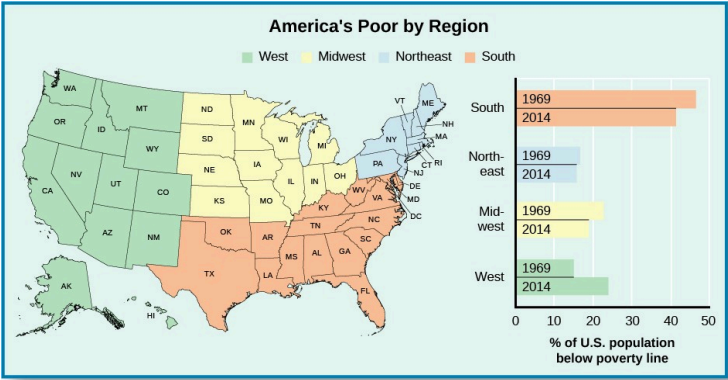 America's Poor by Region
West Midwest Northeast South
WA
OR
ID
MT
WY
NV
UT
CO
CA
AZ
NM
AK
HI
ND
SD
NE
KS
MN
IA
MO
WI
IL
MI
IN
OH
VT
ME
NH
MA
NY
PA
CT RI
NJ
DE
MD
DC
WV
VA
KY
NC
TN
SC
OK
AR
MS
AL
GA
TX
LA
FL
South
1969
2014
North-
east
1969
2014
Mid-
west
1969
2014
West
1969
2014
0 10 20 30 40 50
% of U.S. population
below poverty line